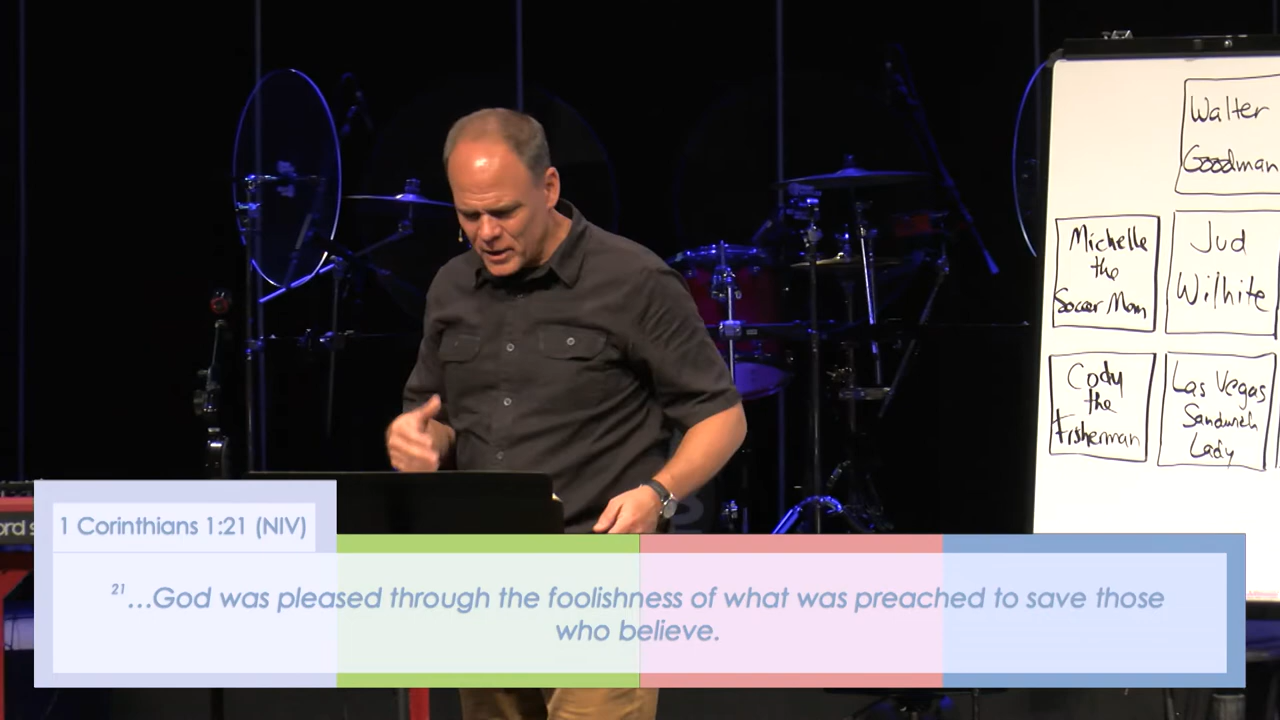 Walter
Goodman
Michelle
the
Soccer Mom
Jud
Wilhite
Cody
the
Fisherman
Las Vegas
Sandwich
Lady
1 Corinthians 1:21 (NIV)
21…God was pleased through the foolishness of what was preached to save those
who believe.